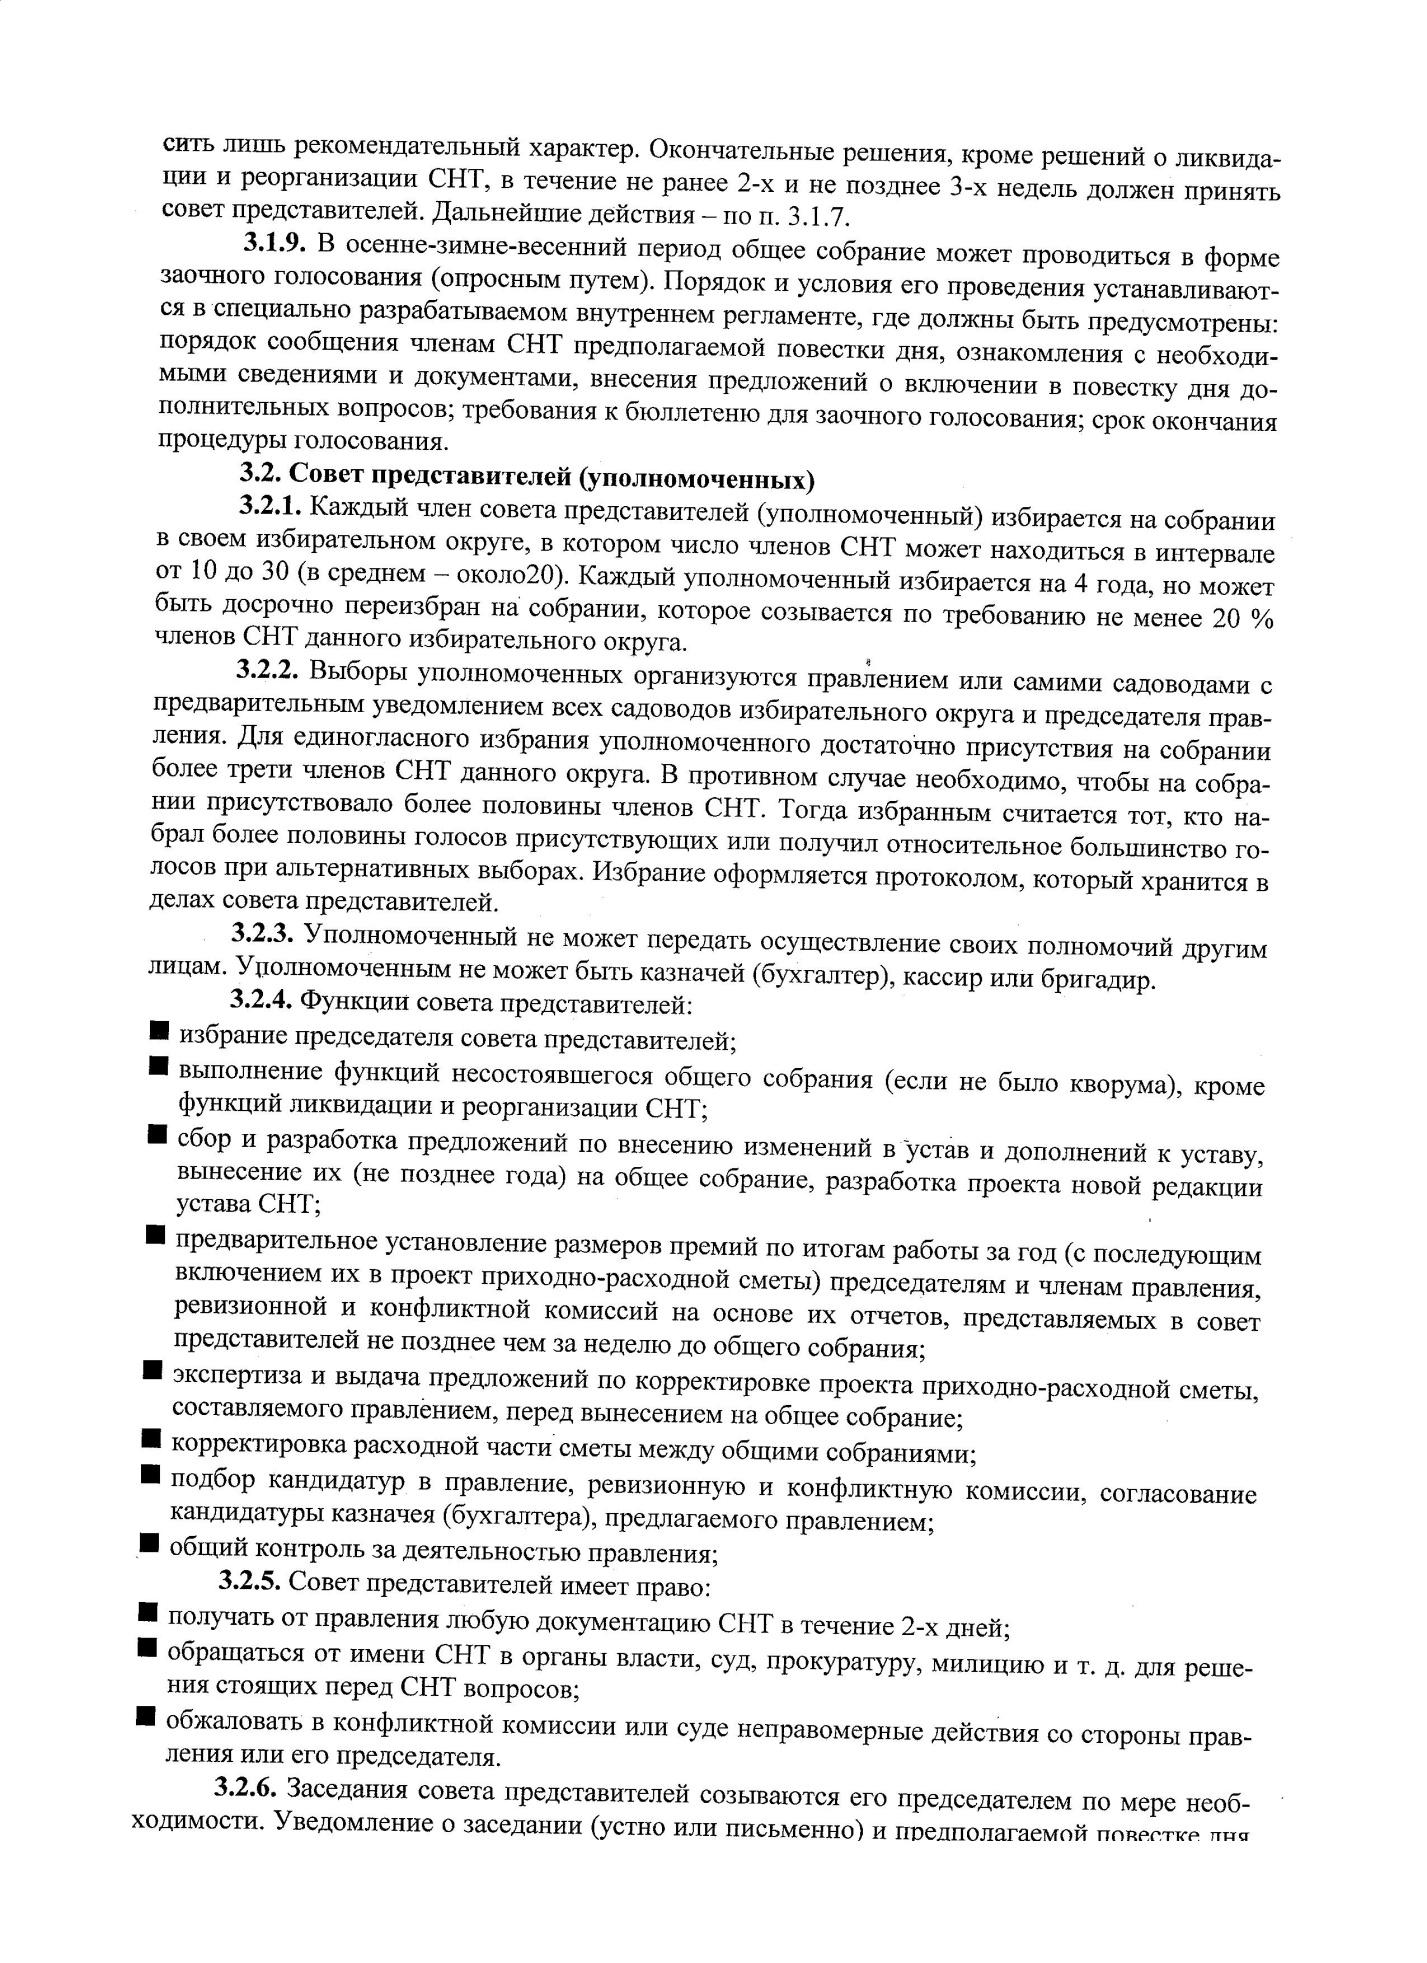 сить лишь рекомендательный характер. Окончательные решения, кроме решений о ликвида-
ции и реорганизации СНТ, в течение не ранее 2-х и не позднее 3-х недель должен принять
совет представителей. Дальнейшие действия – по п. 3.1.7.
3.1.9. В осенне-зимне-весенний период общее собрание может проводиться в форме
заочного голосования (опросным путем). Порядок и условия его проведения устанавливают-
ся в специально разрабатываемом внутреннем регламенте, где должны быть предусмотрены:
порядок сообщения членам СНТ предполагаемой повестки дня, ознакомления с необходи-
мыми сведениями и документами, внесения предложений о включении в повестку дня до-
полнительных вопросов; требования к бюллетеню для заочного голосования; срок окончания
процедуры голосования.
3.2. Совет представителей (уполномоченных)
3.2.1. Каждый член совета представителей (уполномоченный) избирается на собрании
в своем избирательном округе, в котором число членов СНТ может находиться в интервале
от 10 до 30 (в среднем – около20). Каждый уполномоченный избирается на 4 года, но может
быть досрочно переизбран на собрании, которое созывается по требованию не менее 20 %
членов СНТ данного избирательного округа.
3.2.2. Выборы уполномоченных организуются правлением или самими садоводами с
предварительным уведомлением всех садоводов избирательного округа и председателя прав-
ления. Для единогласного избрания уполномоченного достаточно присутствия на собрании
более трети членов СНТ данного округа. В противном случае необходимо, чтобы на собра-
нии присутствовало более половины членов СНТ. Тогда избранным считается тот, кто на-
брал более половины голосов присутствующих или получил относительное большинство го-
лосов при альтернативных выборах. Избрание оформляется протоколом, который хранится в
делах совета представителей.
3.2.3. Уполномоченный не может передать осуществление своих полномочий другим
лицам. Уполномоченным не может быть казначей (бухгалтер), кассир или бригадир.
3.2.4. Функции совета представителей:
■ избрание председателя совета представителей;
■ выполнение функций несостоявшегося общего собрания (если не было кворума), кроме
функций ликвидации и реорганизации СНТ;
■ сбор и разработка предложений по внесению изменений в устав и дополнений к уставу,
вынесение их (не позднее года) на общее собрание, разработка проекта новой редакции
устава СНТ;
■ предварительное установление размеров премий по итогам работы за год (с последующим
включением их в проект приходно-расходной сметы) председателям и членам правления,
ревизионной и конфликтной комиссий на основе их отчетов, представляемых в совет
представителей не позднее чем за неделю до общего собрания;
■ экспертиза и выдача предложений по корректировке проекта приходно-расходной сметы,
составляемого правлением, перед вынесением на общее собрание;
■ корректировка расходной части сметы между общими собраниями;
■ подбор кандидатур в правление, ревизионную и конфликтную комиссии, согласование
кандидатуры казначея (бухгалтера), предлагаемого правлением;
■ общий контроль за деятельностью правления;
3.2.5. Совет представителей имеет право:
■ получать от правления любую документацию СНТ в течение 2-х дней;
■ обращаться от имени СНТ в органы власти, суд, прокуратуру, милицию и т. д. для реше-
ния стоящих перед СНТ вопросов;
■ обжаловать в конфликтной комиссии или суде неправомерные действия со стороны прав-
ления или его председателя.
3.2.6. Заседания совета представителей созываются его председателем по мере необ-
ходимости. Уведомление о заседании (устно или письменно) и предполагаемой повестке дня